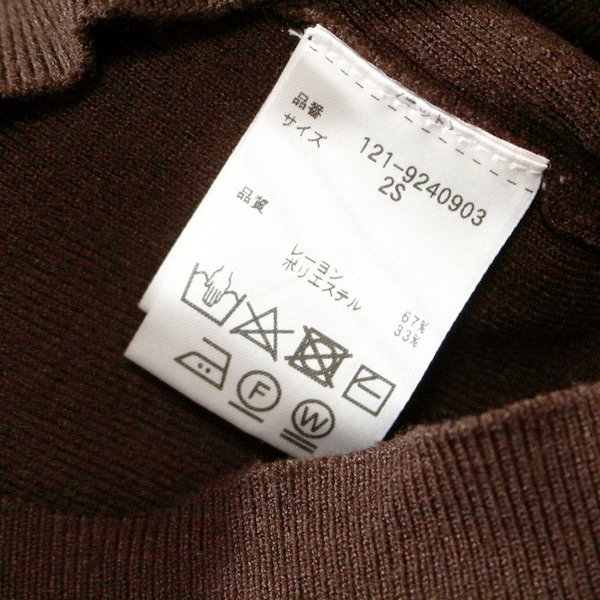 品番 121-9240903
サイズ 2S
品質
レーヨン 67%
ポリエステル 33%
F
W